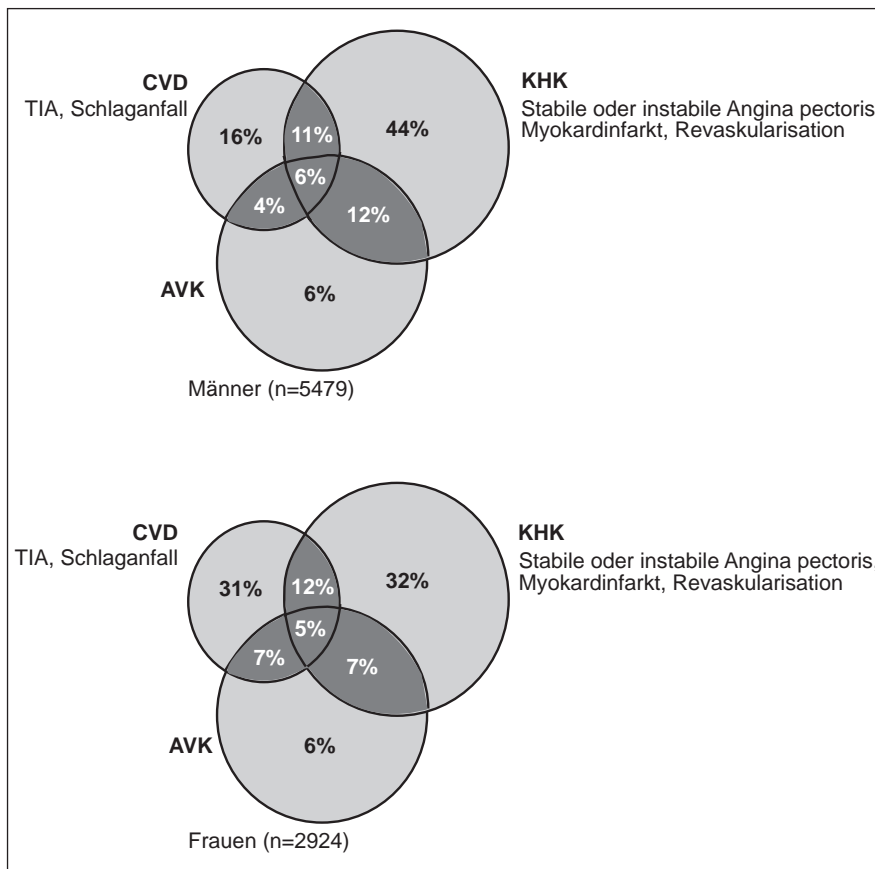 CVD
TIA, Schlaganfall
KHK
Stabile oder instabile Angina pectoris,
Myokardinfarkt, Revaskularisation
16%
11%
44%
6%
4%
12%
AVK
6%
Männer (n=5479)
CVD
TIA, Schlaganfall
KHK
Stabile oder instabile Angina pectoris,
Myokardinfarkt, Revaskularisation
31%
12%
32%
5%
7%
7%
AVK
6%
Frauen (n=2924)